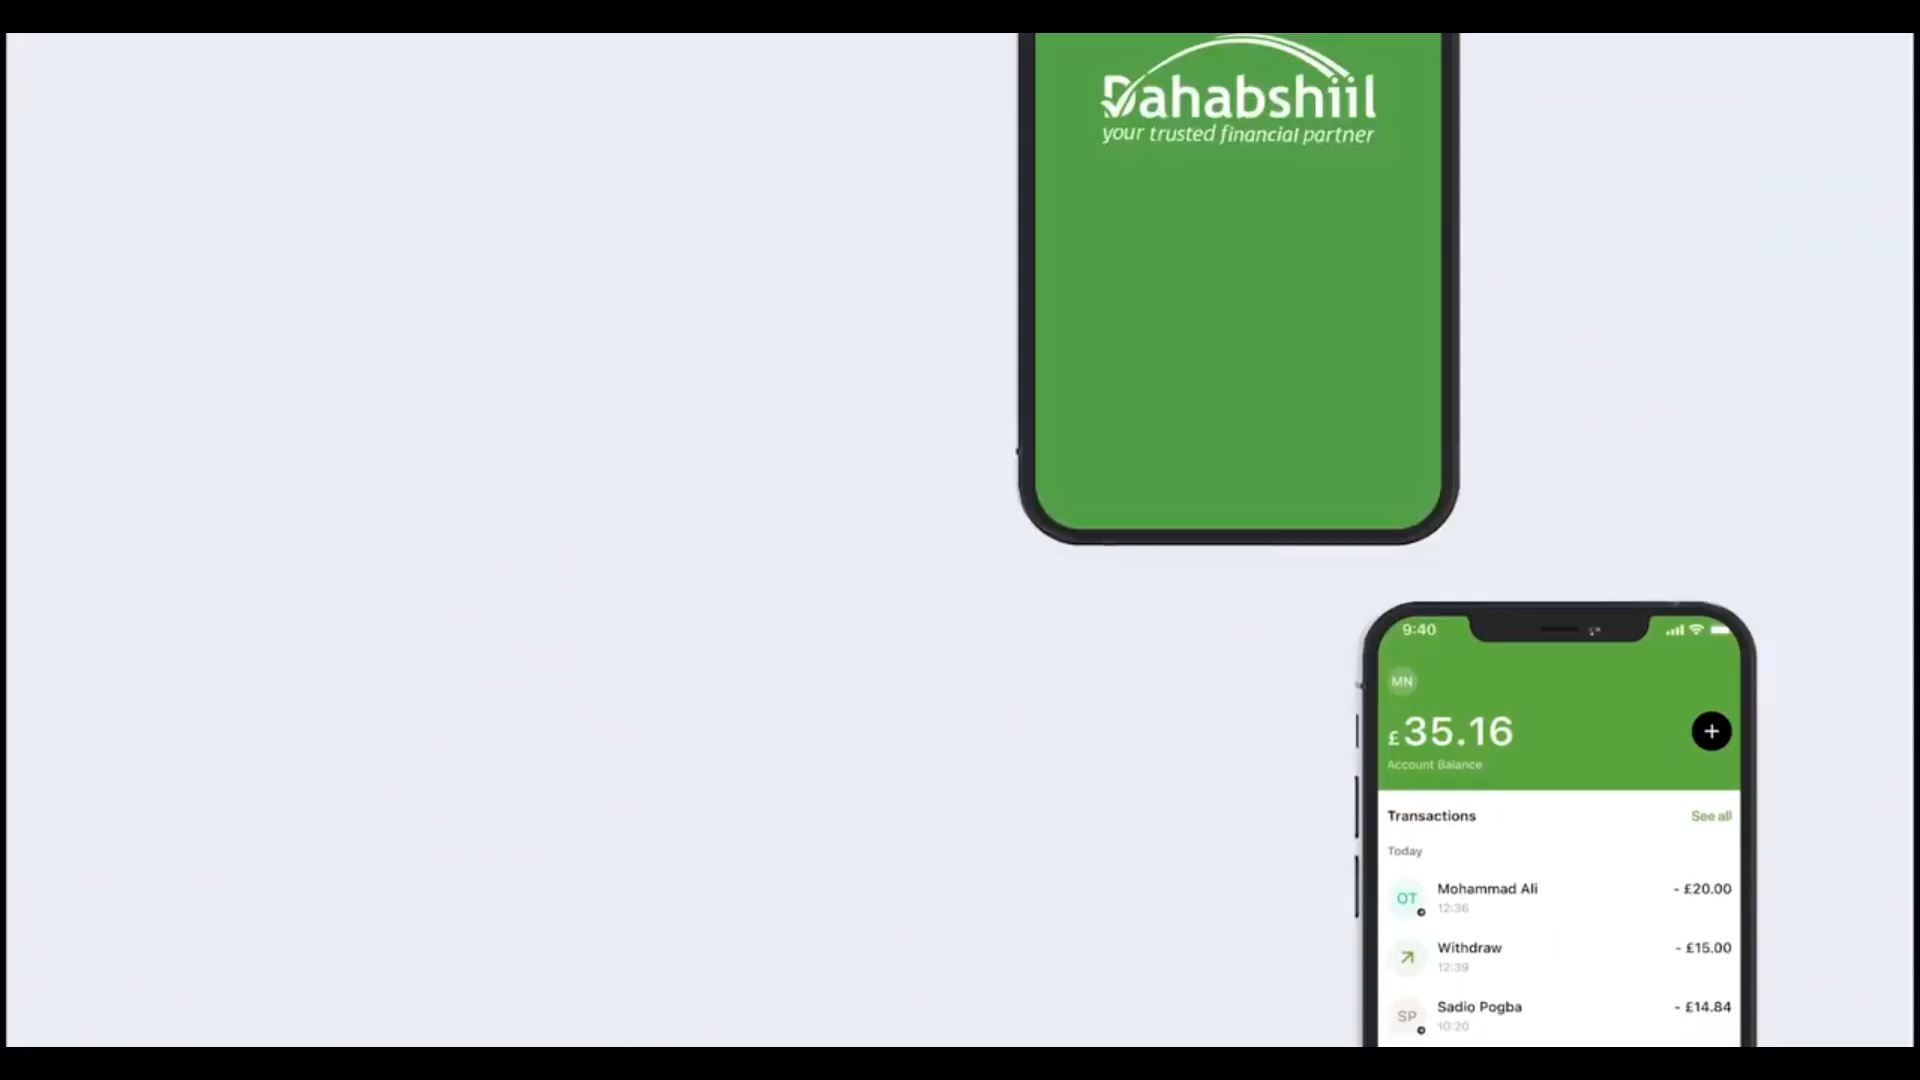 Dahabshiil
your trusted financial partner
9:40
MN
£35.16
Account Balance
Transactions
See all
Today
QT
Mohammad Ali
- £20.00
12:36
Withdraw
- £15.00
12:39
SP
Sadio Pogba
- £14.84
10:20